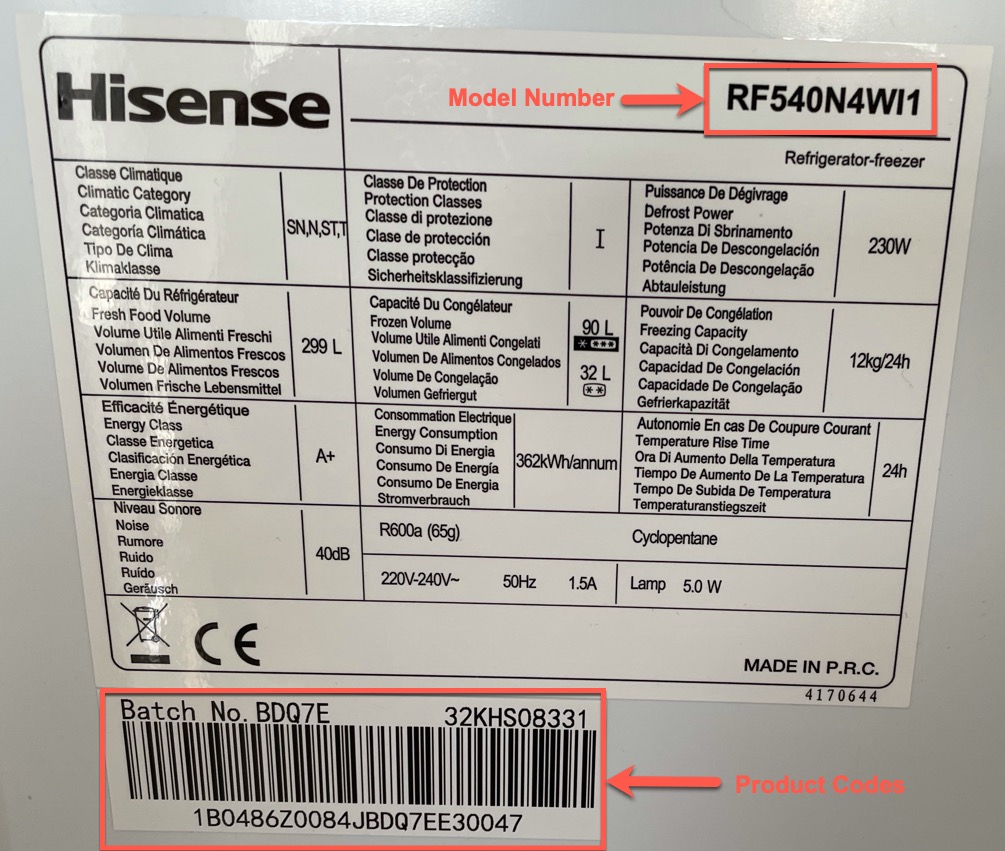 Hisense
Model Number
RF540N4WI1
Refrigerator-freezer
Classe Climatique
Climatic Category
Categoria Climatica
Categoría Climática
Tipo De Clima
Klimaklasse
SN,N,ST,T
Classe De Protection
Protection Classes
Classe di protezione
Clase de protección
Classe protecção
Sicherheitsklassifizierung
I
Puissance De Dégivrage
Defrost Power
Potenza Di Sbrinamento
Potencia De Descongelación
Potência De Descongelação
Abtauleistung
230W
Capacité Du Réfrigérateur
Fresh Food Volume
Volume Utile Alimenti Freschi
Volumen De Alimentos Frescos
Volume De Alimentos Frescos
Volumen Frische Lebensmittel
299 L
Capacité Du Congélateur
Frozen Volume
Volume Utile Alimenti Congelati
Volumen De Alimentos Congelados
Volume De Congelação
Volumen Gefriergut
90 L
32 L
Pouvoir De Congélation
Freezing Capacity
Capacità Di Congelamento
Capacidad De Congelación
Capacidade De Congelação
Gefrierkapazität
12kg/24h
Efficacité Énergétique
Energy Class
Classe Energetica
Clasificación Energética
Energia Classe
Energieklasse
A+
Consommation Electrique
Energy Consumption
Consumo Di Energia
Consumo De Energía
Consumo De Energia
Stromverbrauch
362kWh/annum
Autonomie En cas De Coupure Courant
Temperature Rise Time
Ora Di Aumento Della Temperatura
Tiempo De Aumento De La Temperatura
Tempo De Subida De Temperatura
Temperaturanstiegszeit
24h
Niveau Sonore
Noise
Rumore
Ruido
Ruído
Geräusch
40dB
R600a (65g)
Cyclopentane
220V-240V~ 50Hz 1.5A
Lamp 5.0 W
CE
MADE IN P.R.C.
4170644
Batch No. BDQ7E 32KHS08331
1B0486Z0084JBDQ7EE30047
Product Codes